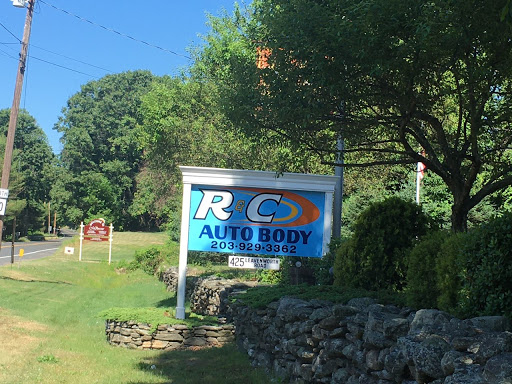 R & C
AUTO BODY
203-929-3362
425 LEAVENWORTH
ROAD